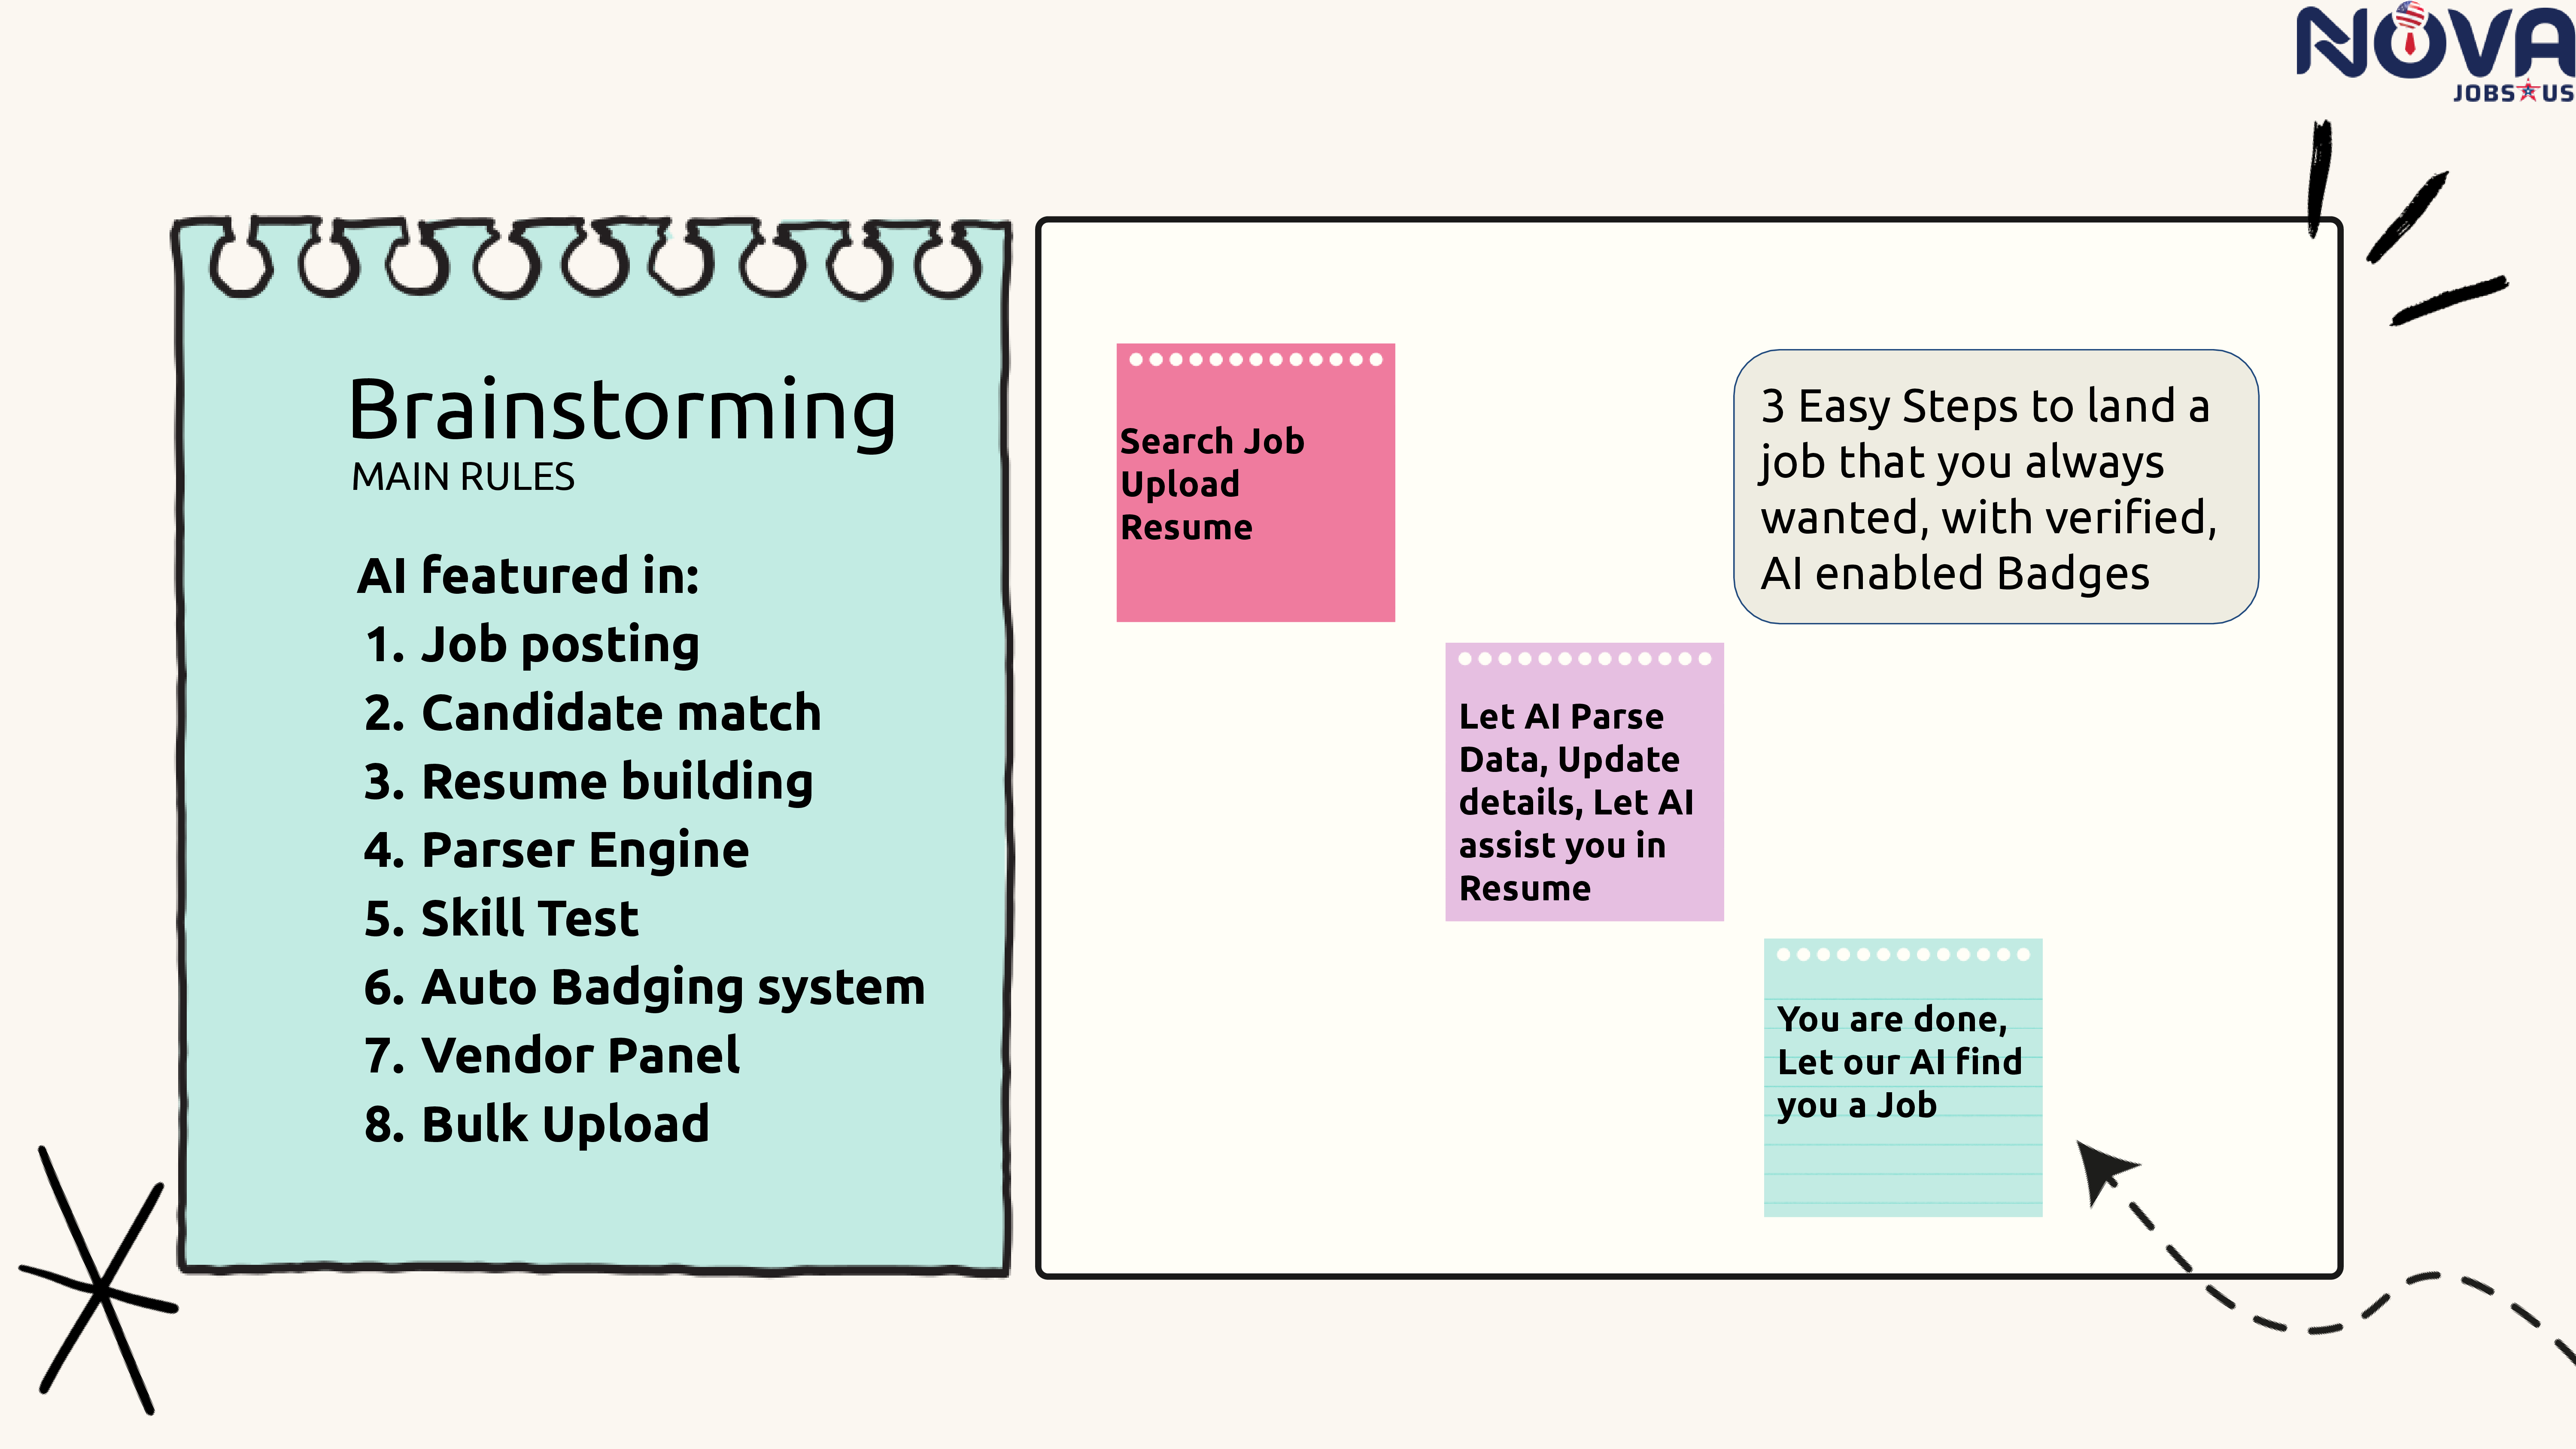 NOVA
JOBS US
Brainstorming
MAIN RULES
AI featured in:
1. Job posting
2. Candidate match
3. Resume building
4. Parser Engine
5. Skill Test
6. Auto Badging system
7. Vendor Panel
8. Bulk Upload
Search Job
Upload
Resume
3 Easy Steps to land a
job that you always
wanted, with verified,
AI enabled Badges
Let AI Parse
Data, Update
details, Let AI
assist you in
Resume
You are done,
Let our AI find
you a Job